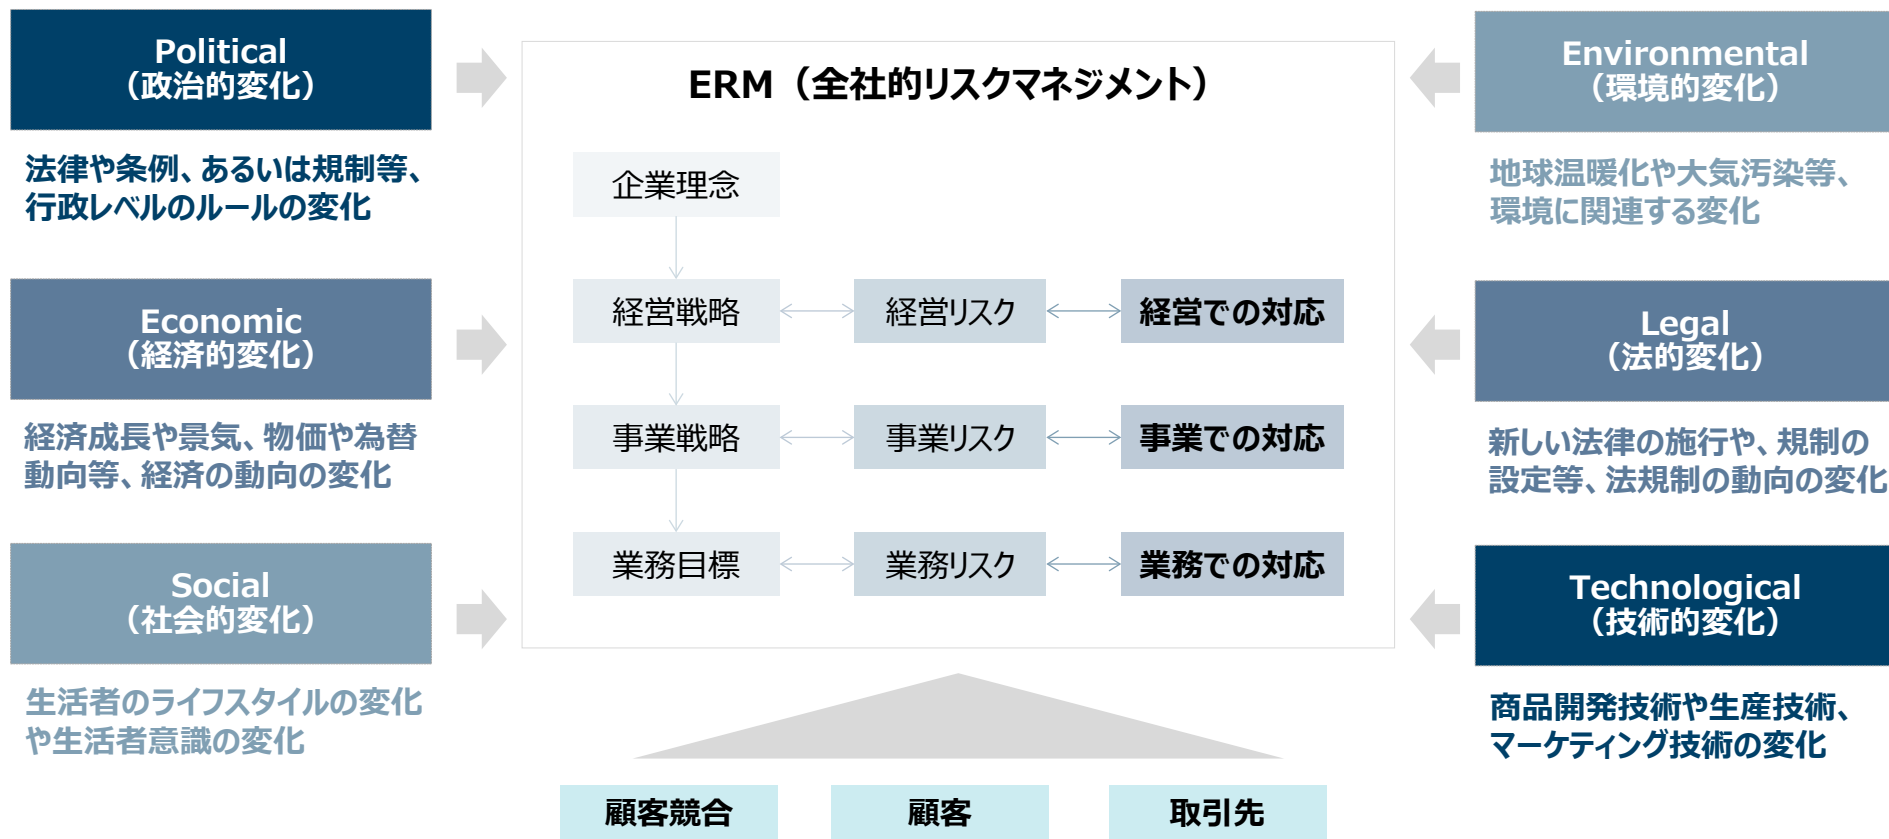 Political
（政治的変化）
法律や条例、あるいは規制等、
行政レベルのルールの変化
Economic
（経済的変化）
経済成長や景気、物価や為替
動向等、経済の動向の変化
Social
（社会的変化）
生活者のライフスタイルの変化
や生活者意識の変化
ERM（全社的リスクマネジメント）
企業理念
経営戦略
経営リスク
経営での対応
事業戦略
事業リスク
事業での対応
業務目標
業務リスク
業務での対応
顧客競合
顧客
取引先
Environmental
（環境的変化）
地球温暖化や大気汚染等、
環境に関連する変化
Legal
（法的変化）
新しい法律の施行や、規制の
設定等、法規制の動向の変化
Technological
（技術的変化）
商品開発技術や生産技術、
マーケティング技術の変化